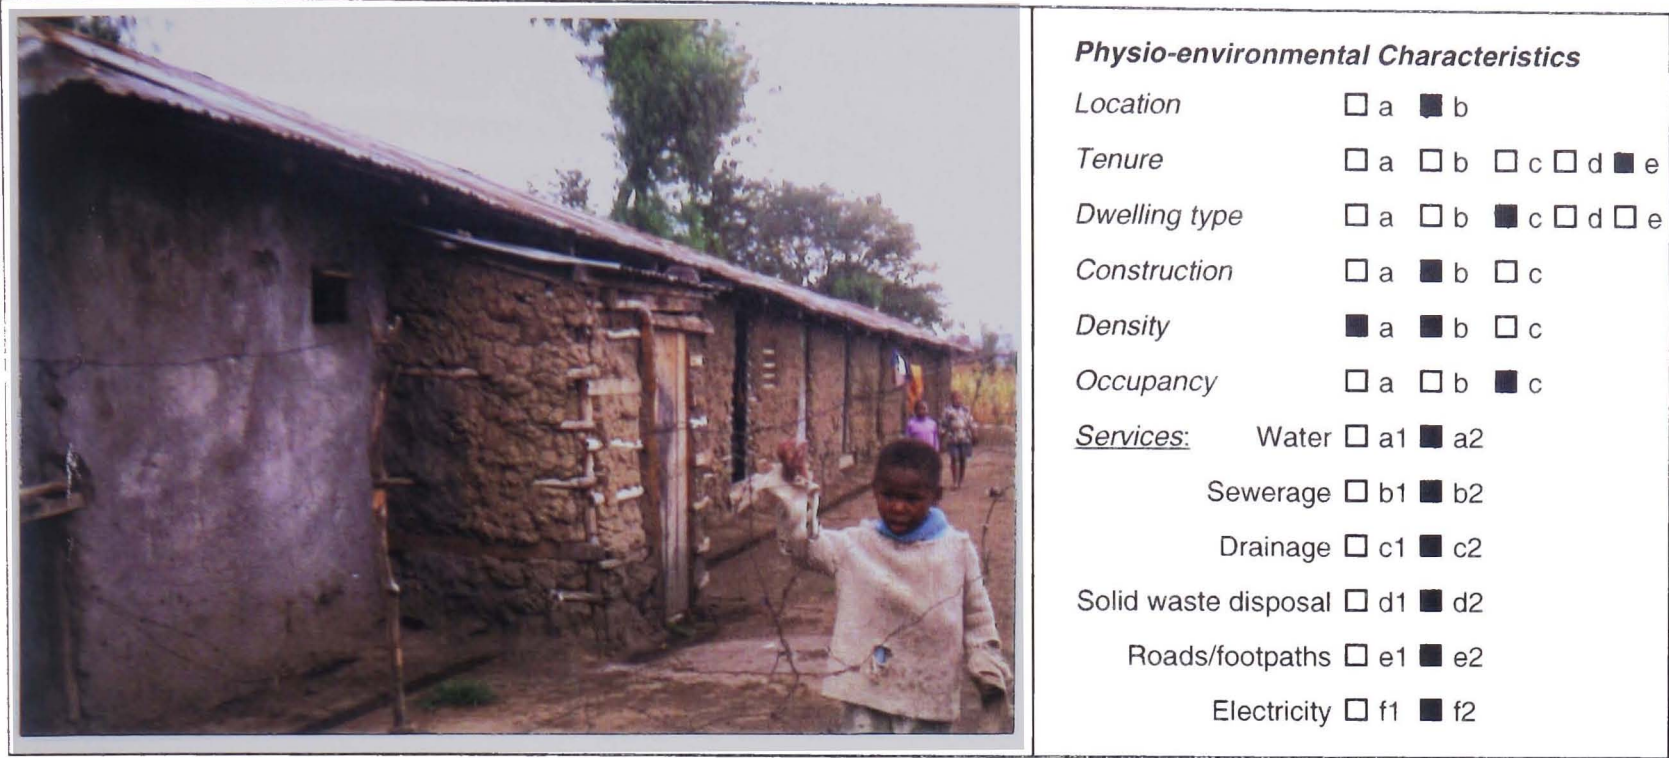 Physio-environmental Characteristics
Location □ a ■ b
Tenure □ a □ b □ c □ d ■ e
Dwelling type □ a □ b ■ c □ d □ e
Construction □ a ■ b □ c
Density ■ a ■ b □ c
Occupancy □ a □ b ■ c
Services: Water □ a1 ■ a2
Sewerage □ b1 ■ b2
Drainage □ c1 ■ c2
Solid waste disposal □ d1 ■ d2
Roads/footpaths □ e1 ■ e2
Electricity □ f1 ■ f2